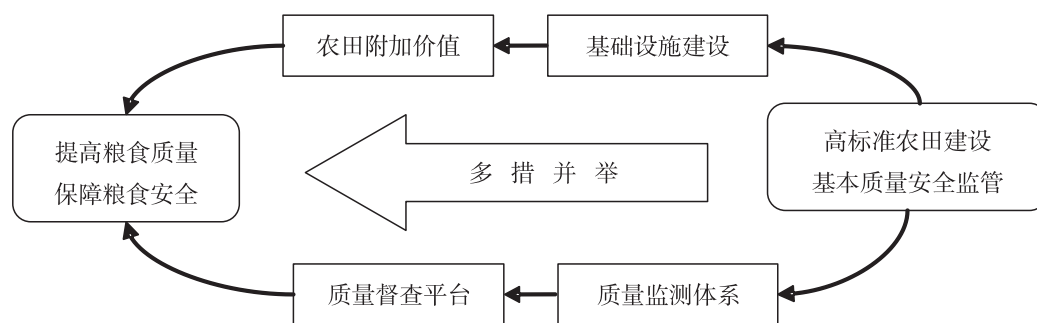 农田附加价值
基础设施建设
提高粮食质量
保障粮食安全
多措并举
高标准农田建设
基本质量安全监管
质量督查平台
质量监测体系